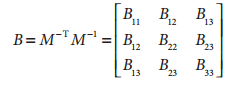 B = M⁻ᵀ M⁻¹ = [ B₁₁ B₁₂ B₁₃
B₁₂ B₂₂ B₂₃
B₁₃ B₂₃ B₃₃ ]